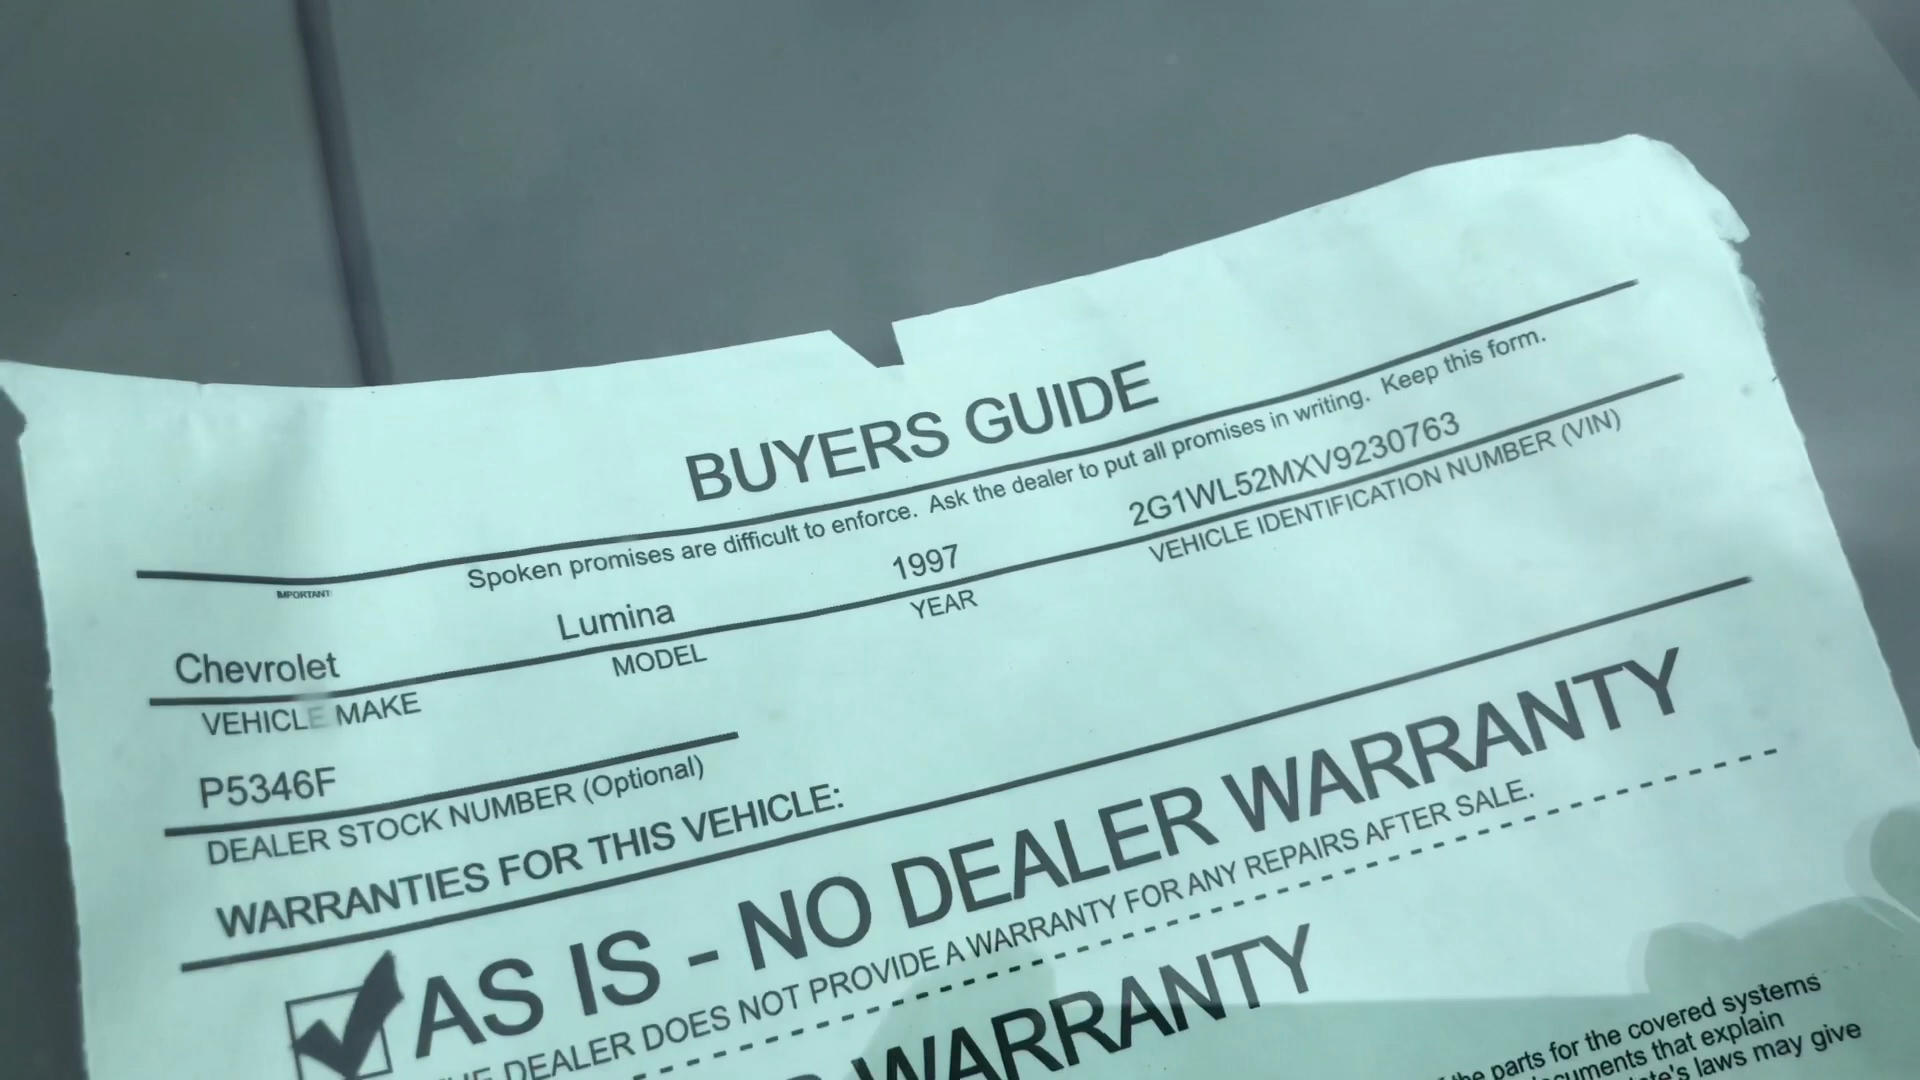 BUYERS GUIDE
IMPORTANT: Spoken promises are difficult to enforce. Ask the dealer to put all promises in writing. Keep this form.
Chevrolet Lumina 1997 2G1WL52MXV9230763
VEHICLE MAKE MODEL YEAR VEHICLE IDENTIFICATION NUMBER (VIN)
P5346F
DEALER STOCK NUMBER (Optional)
WARRANTIES FOR THIS VEHICLE:
AS IS - NO DEALER WARRANTY
DEALER DOES NOT PROVIDE A WARRANTY FOR ANY REPAIRS AFTER SALE.
WARRANTY
parts for the covered systems
that explain
laws may give